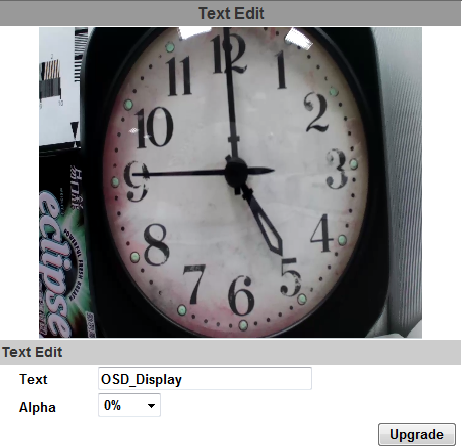 Text Edit
12
11
1
10
2
9
3
8
4
7
5
6
eclipse
Text Edit
Text
OSD_Display
Alpha
0%
Upgrade